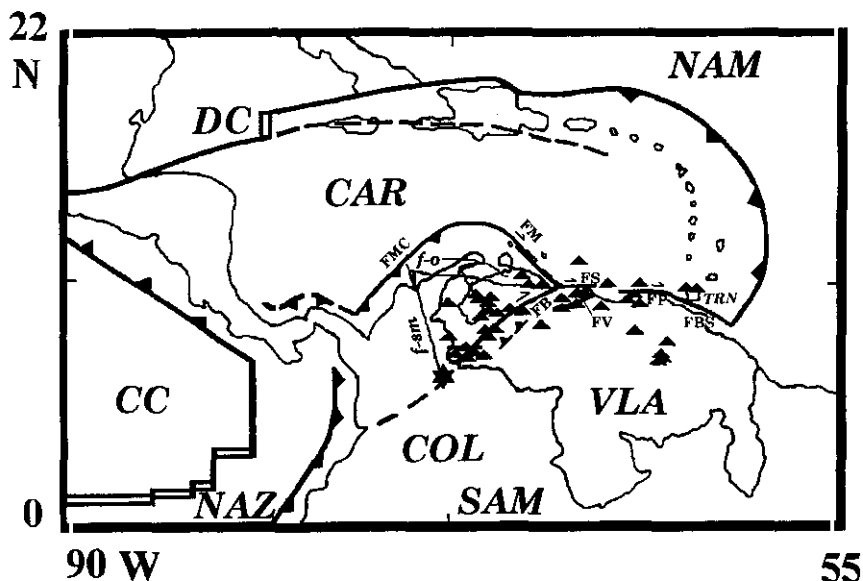 22
N
NAM
DC
CAR
FMC
f-o
FM
FS
FB
FP
TRN
FV
FBS
f-sm
CC
VLA
COL
NAZ
SAM
0
90 W
55